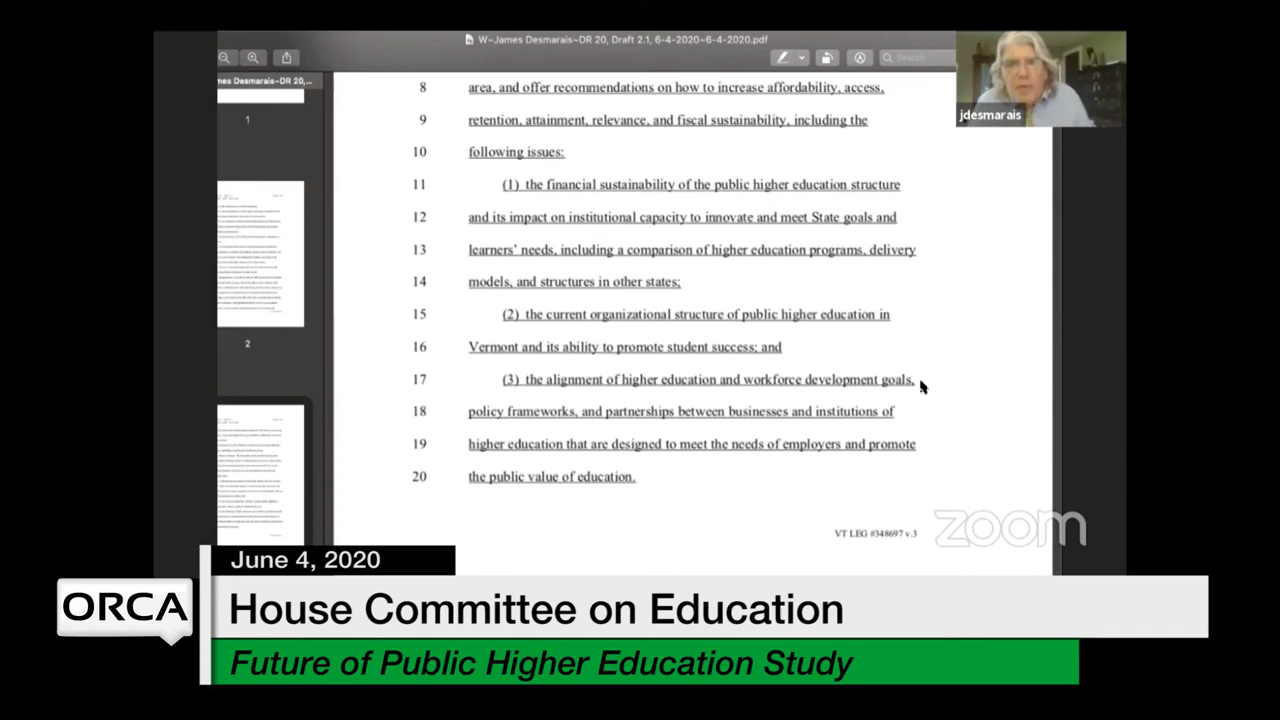 W~James Desmarais~DR 20, Draft 2.1, 6-4-2020~6-4-2020.pdf
Search
mes Desmarais~DR 20,...
1
2
jdesmarais
8 area, and offer recommendations on how to increase affordability, access,
9 retention, attainment, relevance, and fiscal sustainability, including the
10 following issues:
11 (1) the financial sustainability of the public higher education structure
12 and its impact on institutional capacity to innovate and meet State goals and
13 learners' needs, including a comparison of higher education programs, delivery
14 models, and structures in other states;
15 (2) the current organizational structure of public higher education in
16 Vermont and its ability to promote student success; and
17 (3) the alignment of higher education and workforce development goals,
18 policy frameworks, and partnerships between businesses and institutions of
19 higher education that are designed to meet the needs of employers and promote
20 the public value of education.
VT LEG #348697 v.3
zoom
June 4, 2020
ORCA
House Committee on Education
Future of Public Higher Education Study